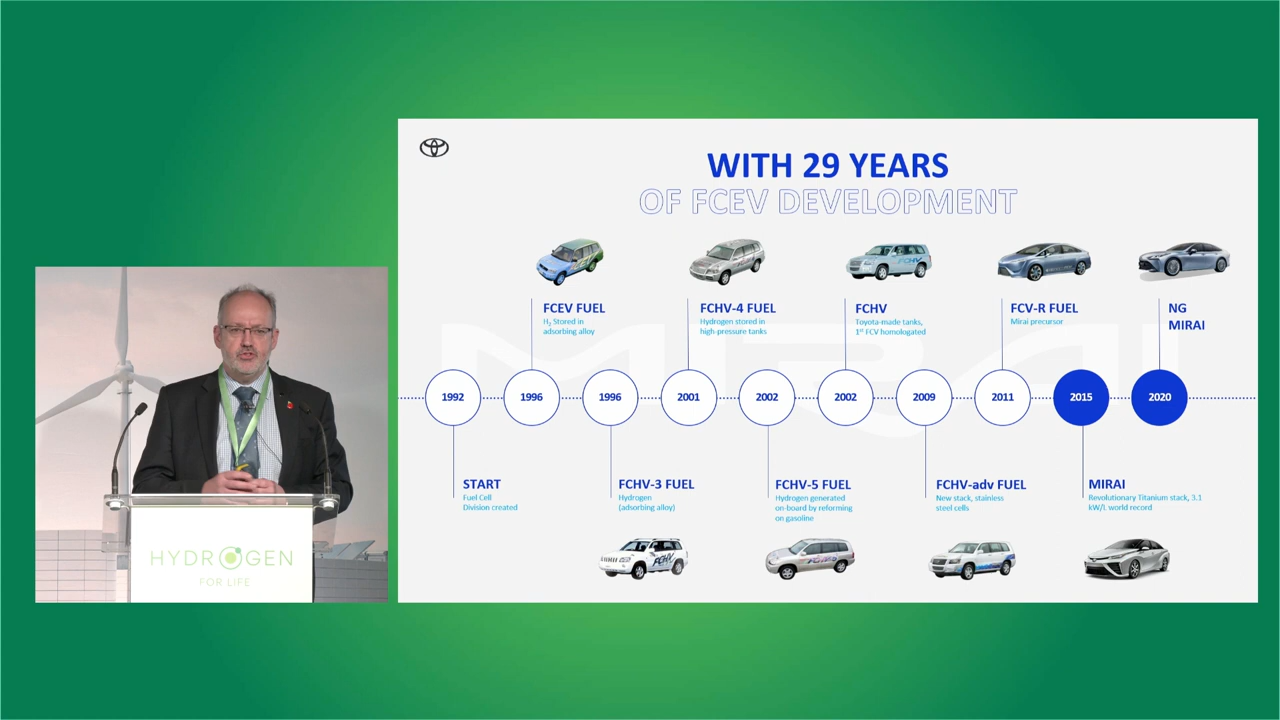 WITH 29 YEARS
OF FCEV DEVELOPMENT
FCEV FUEL
H₂ Stored in
adsorbing alloy
FCHV-4 FUEL
Hydrogen stored in
high-pressure tanks
FCHV
Toyota-made tanks,
1st FCV homologated
FCV-R FUEL
Mirai precursor
NG
MIRAI
1992
1996
1996
2001
2002
2002
2009
2011
2015
2020
START
Fuel Cell
Division created
FCHV-3 FUEL
Hydrogen
(adsorbing alloy)
FCHV-5 FUEL
Hydrogen generated
on-board by reforming
on gasoline
FCHV-adv FUEL
New stack, stainless
steel cells
MIRAI
Revolutionary Titanium stack, 3.1
kW/L world record
FCHV
FCHV
HYDROGEN
FOR LIFE